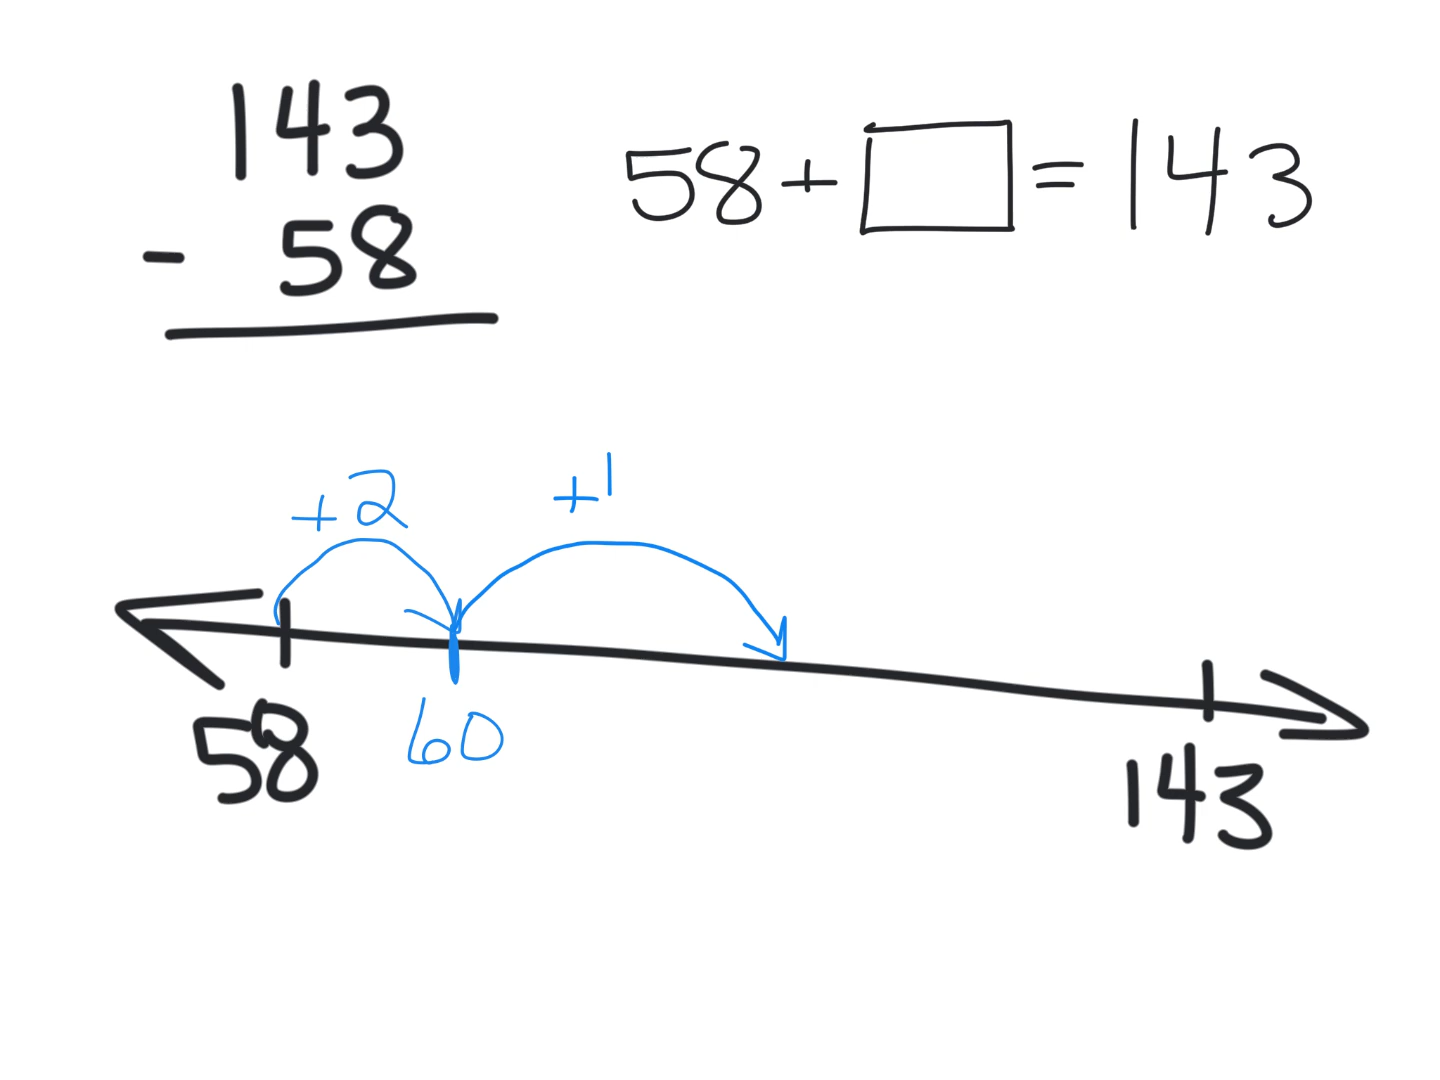 143
- 58
58 + □ = 143
+2 +1
58 60 143